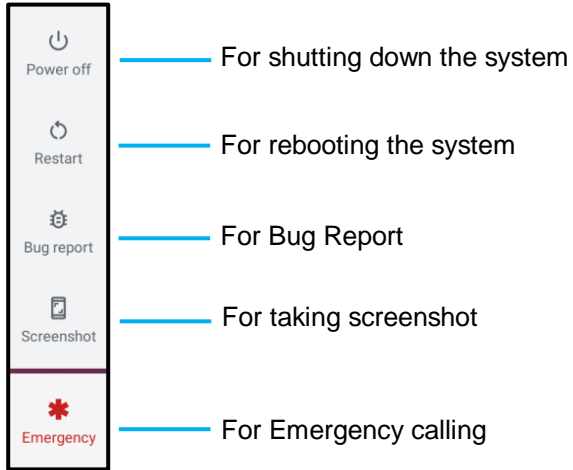 Power off
For shutting down the system
Restart
For rebooting the system
Bug report
For Bug Report
Screenshot
For taking screenshot
Emergency
For Emergency calling